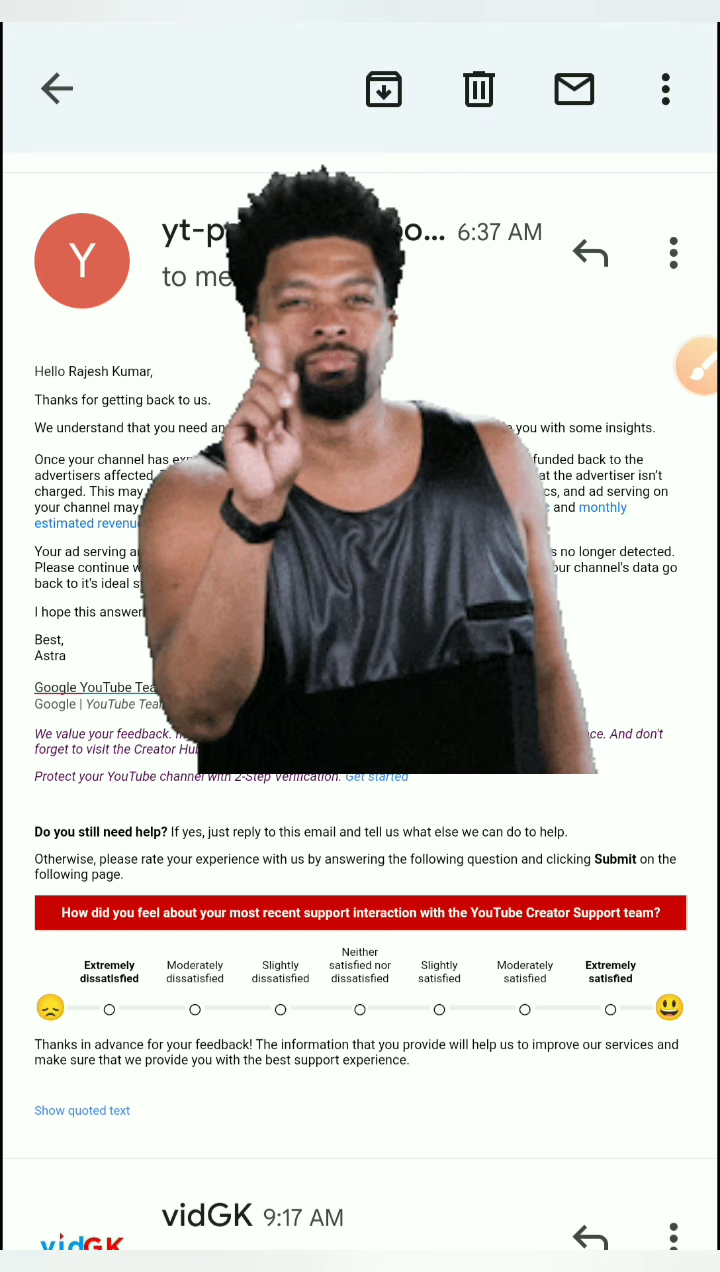 Y
yt-p
o... 6:37 AM
to me
Hello Rajesh Kumar,
Thanks for getting back to us.
We understand that you need an you with some insights.
Once your channel has funded back to the
advertisers affected. at the advertiser isn't
charged. This may and ad serving on
your channel may and monthly
estimated
Your ad serving no longer detected.
Please continue channel's data go
back to it's ideal
I hope this
Best,
Astra
Google YouTube
Google | YouTube
We value your feedback. And don't
forget to visit the Creator
Protect your YouTube channel with 2-Step Verification. Get started
Do you still need help? If yes, just reply to this email and tell us what else we can do to help.
Otherwise, please rate your experience with us by answering the following question and clicking Submit on the
following page.
How did you feel about your most recent support interaction with the YouTube Creator Support team?
Extremely dissatisfied
Moderately dissatisfied
Slightly dissatisfied
Neither satisfied nor dissatisfied
Slightly satisfied
Moderately satisfied
Extremely satisfied
Thanks in advance for your feedback! The information that you provide will help us to improve our services and
make sure that we provide you with the best support experience.
Show quoted text
vidGK 9:17 AM
vidGK